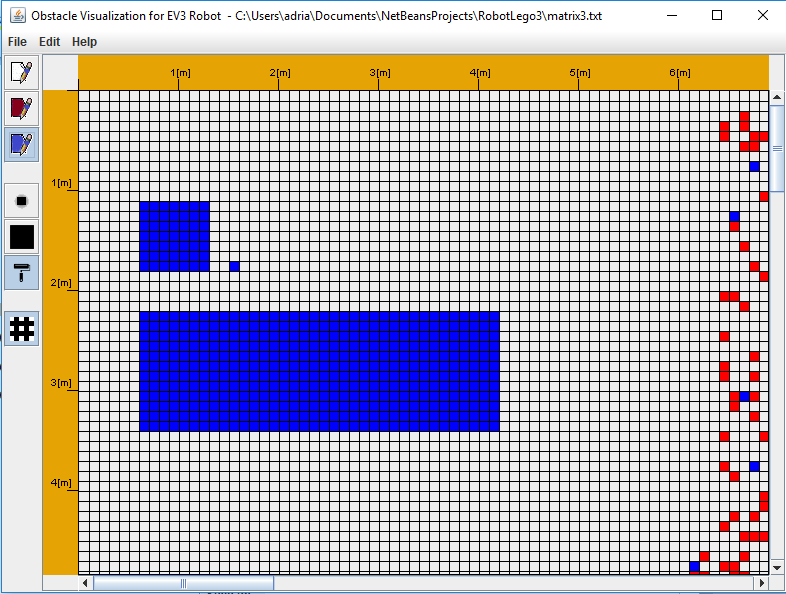 Obstacle Visualization for EV3 Robot - C:\Users\adria\Documents\NetBeansProjects\RobotLego3\matrix3.txt
File Edit Help
1[m] 2[m] 3[m] 4[m] 5[m] 6[m]
1[m]
2[m]
3[m]
4[m]